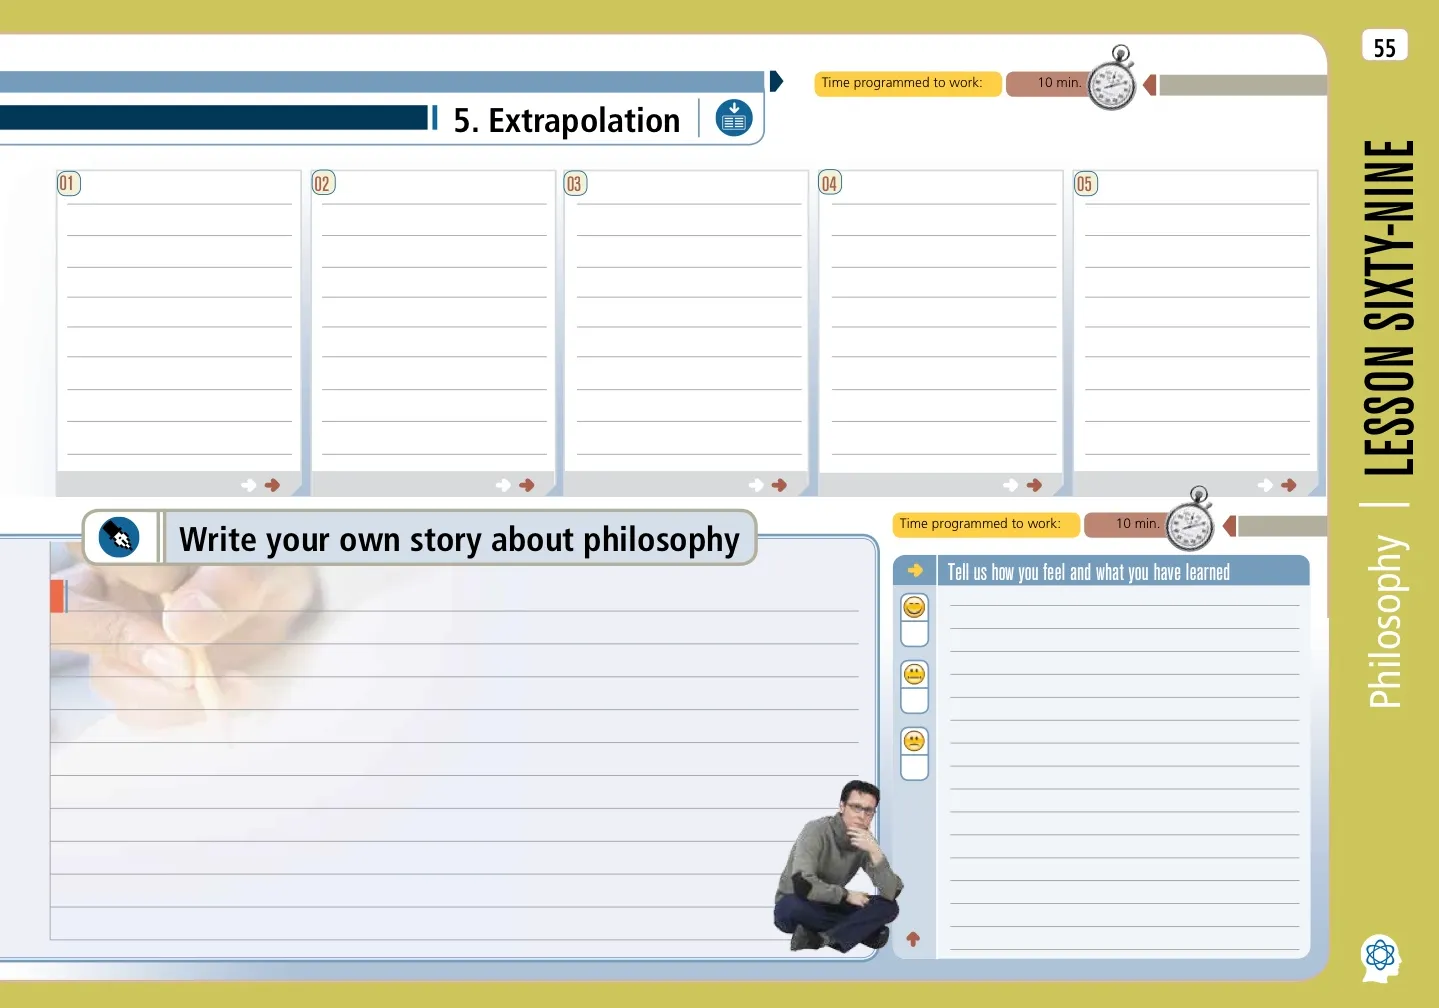 55
Time programmed to work:
10 min.
5. Extrapolation
01
02
03
04
05
Write your own story about philosophy
Time programmed to work:
10 min.
Tell us how you feel and what you have learned
Philosophy | LESSON SIXTY-NINE